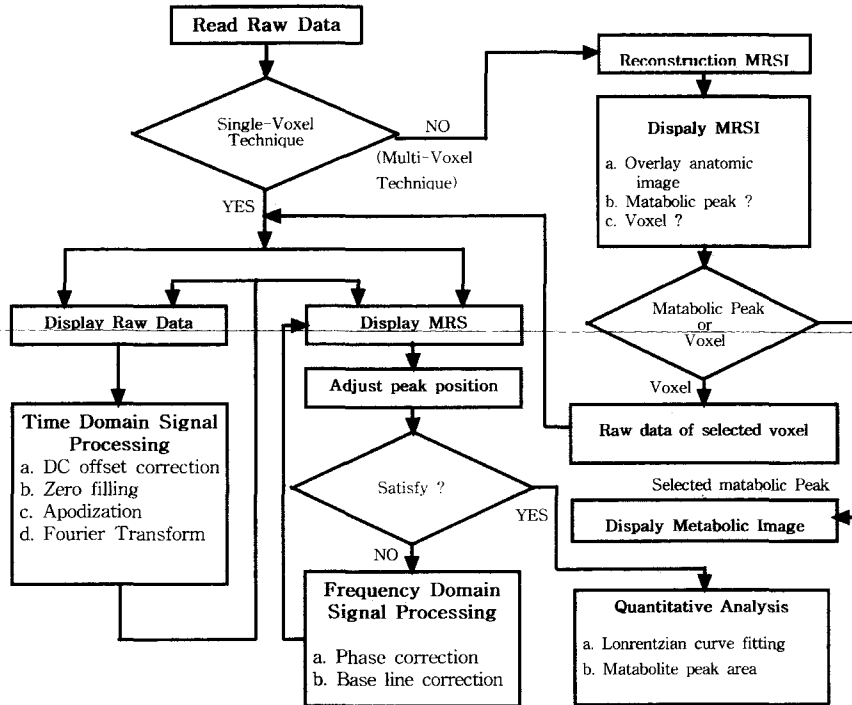 Read Raw Data
Single-Voxel
Technique
NO
(Multi-Voxel
Technique)
YES
Reconstruction MRSI
Dispaly MRSI
a. Overlay anatomic
image
b. Matabolic peak ?
c. Voxel ?
Matabolic Peak
or
Voxel
Voxel
Raw data of selected voxel
Selected matabolic Peak
Dispaly Metabolic Image
Display Raw Data
Display MRS
Adjust peak position
Time Domain Signal
Processing
a. DC offset correction
b. Zero filling
c. Apodization
d. Fourier Transform
Satisfy ?
YES
NO
Frequency Domain
Signal Processing
a. Phase correction
b. Base line correction
Quantitative Analysis
a. Lonrentzian curve fitting
b. Matabolite peak area